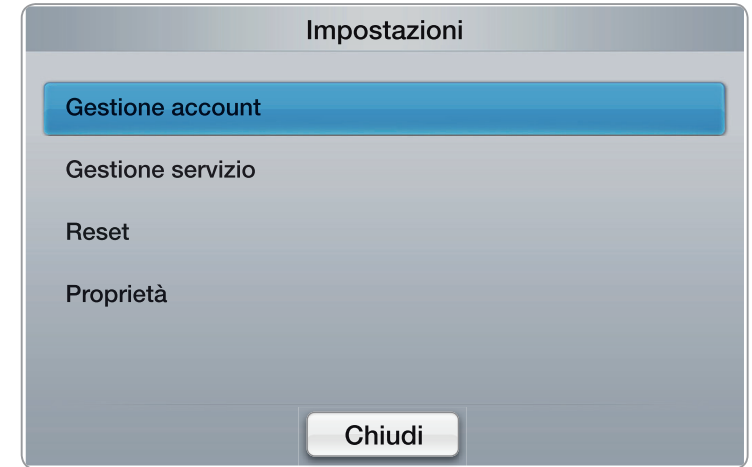 Impostazioni
Gestione account
Gestione servizio
Reset
Proprietà
Chiudi